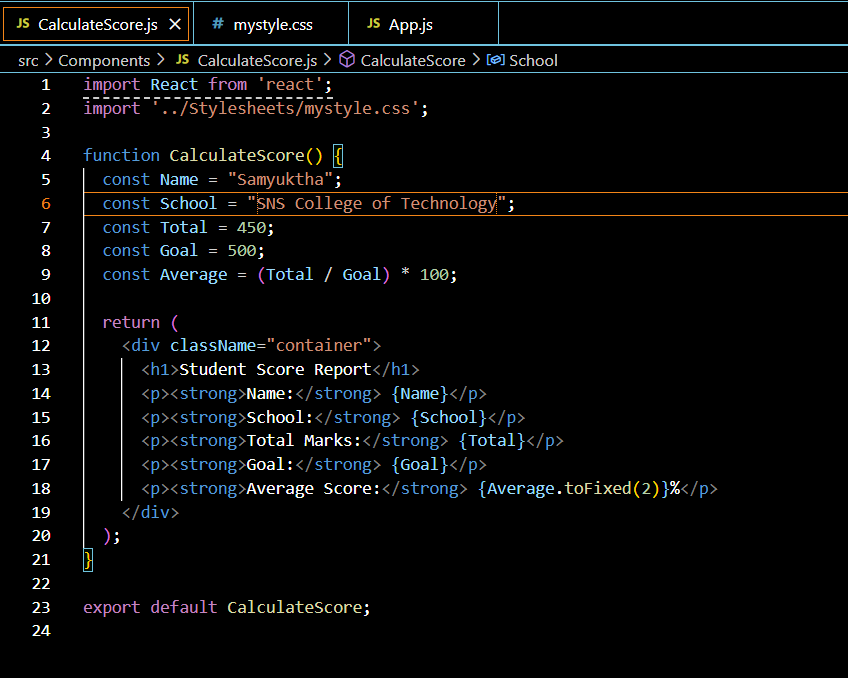 JS CalculateScore.js × # mystyle.css JS App.js
src > Components > JS CalculateScore.js > CalculateScore > School
1 import React from 'react';
2 import '../Stylesheets/mystyle.css';
3
4 function CalculateScore() {
5 const Name = "Samyuktha";
6 const School = "SNS College of Technology";
7 const Total = 450;
8 const Goal = 500;
9 const Average = (Total / Goal) * 100;
10
11 return (
12 <div className="container">
13 <h1>Student Score Report</h1>
14 <p><strong>Name:</strong> {Name}</p>
15 <p><strong>School:</strong> {School}</p>
16 <p><strong>Total Marks:</strong> {Total}</p>
17 <p><strong>Goal:</strong> {Goal}</p>
18 <p><strong>Average Score:</strong> {Average.toFixed(2)}%</p>
19 </div>
20 );
21 }
22
23 export default CalculateScore;
24